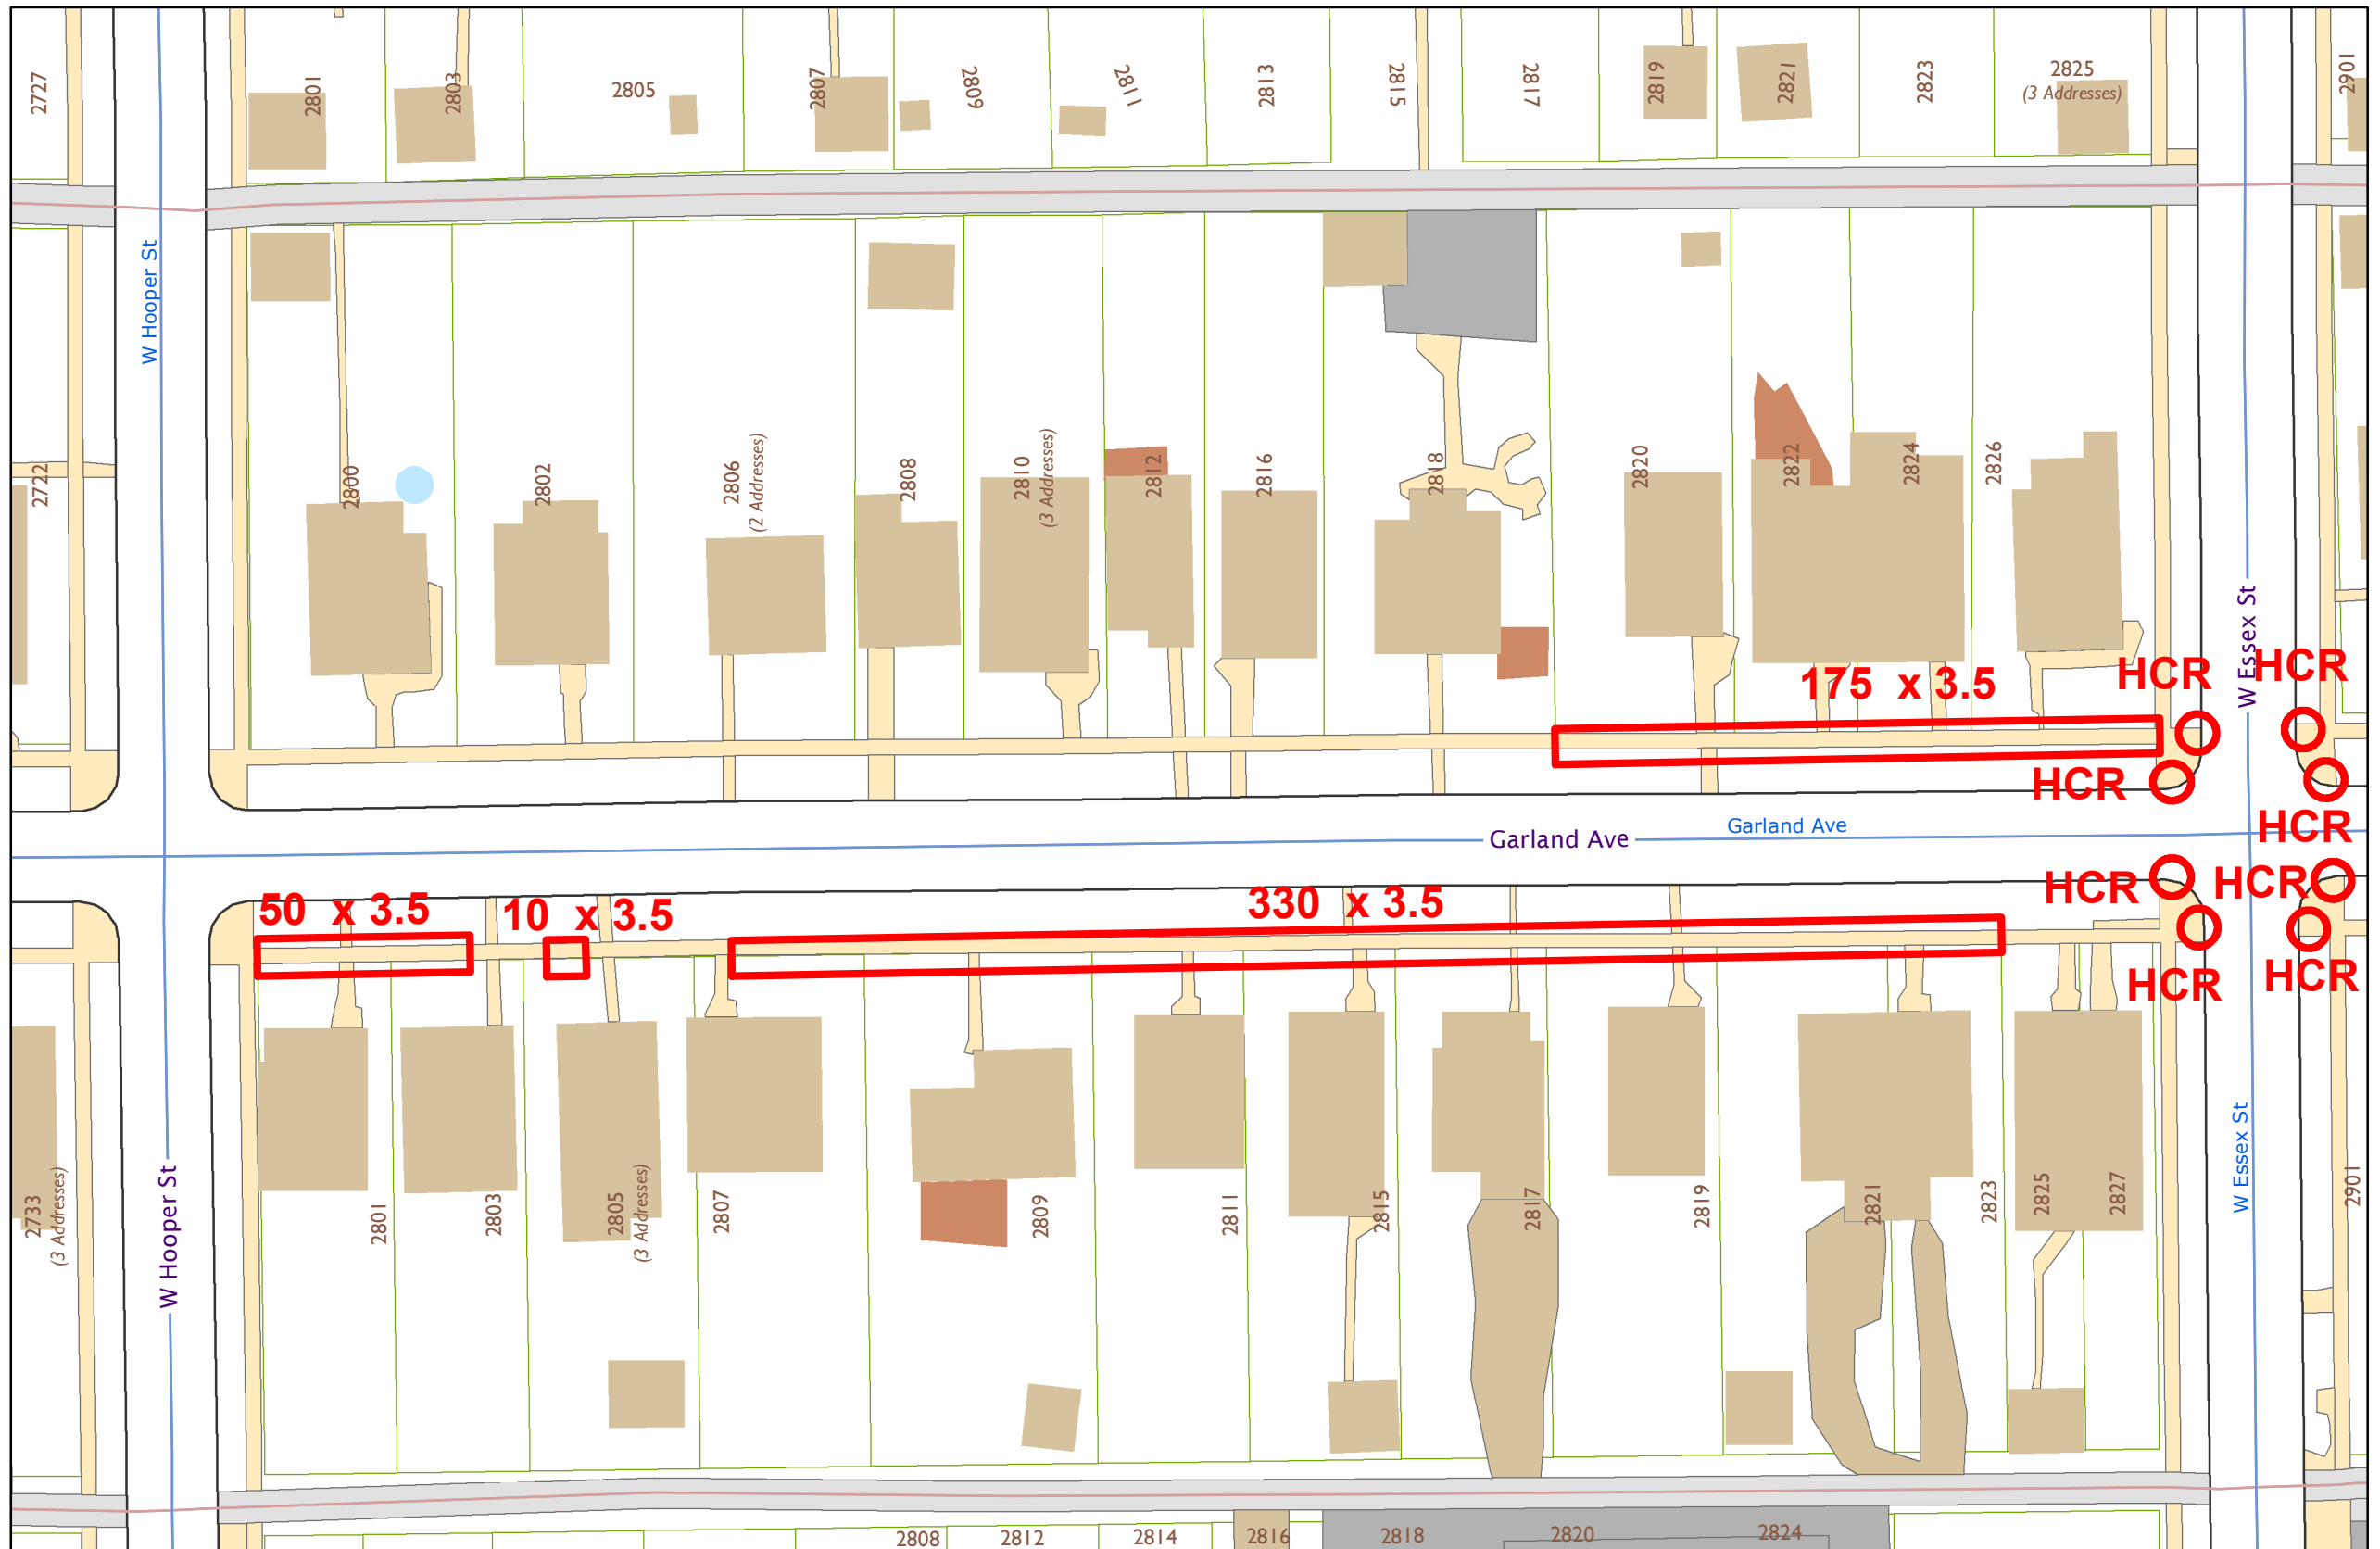 2727
2801
2803
2805
2807
2809
2811
2813
2815
2817
2819
2821
2823
2825
(3 Addresses)
2901
W Hooper St
2722
2800
2802
2806
(2 Addresses)
2808
2810
(3 Addresses)
2812
2816
2818
2820
2822
2824
2826
W Essex St
HCR
HCR
175 x 3.5
HCR
Garland Ave
Garland Ave
HCR
HCR
HCR
50 x 3.5
10 x 3.5
330 x 3.5
HCR
HCR
W Hooper St
W Essex St
2733
(3 Addresses)
2801
2803
2805
(3 Addresses)
2807
2809
2811
2815
2817
2819
2821
2823
2825
2827
2901
2808
2812
2814
2816
2818
2820
2824